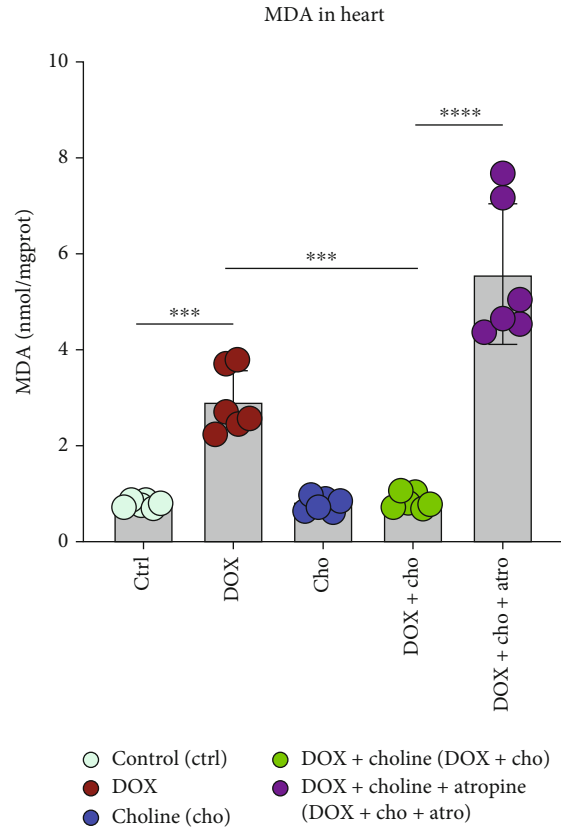 MDA in heart
MDA (nmol/mgprot)
10
8
6
4
2
0
***
***
****
Ctrl
DOX
Cho
DOX + cho
DOX + cho + atro
Control (ctrl)
DOX
Choline (cho)
DOX + choline (DOX + cho)
DOX + choline + atropine
(DOX + cho + atro)